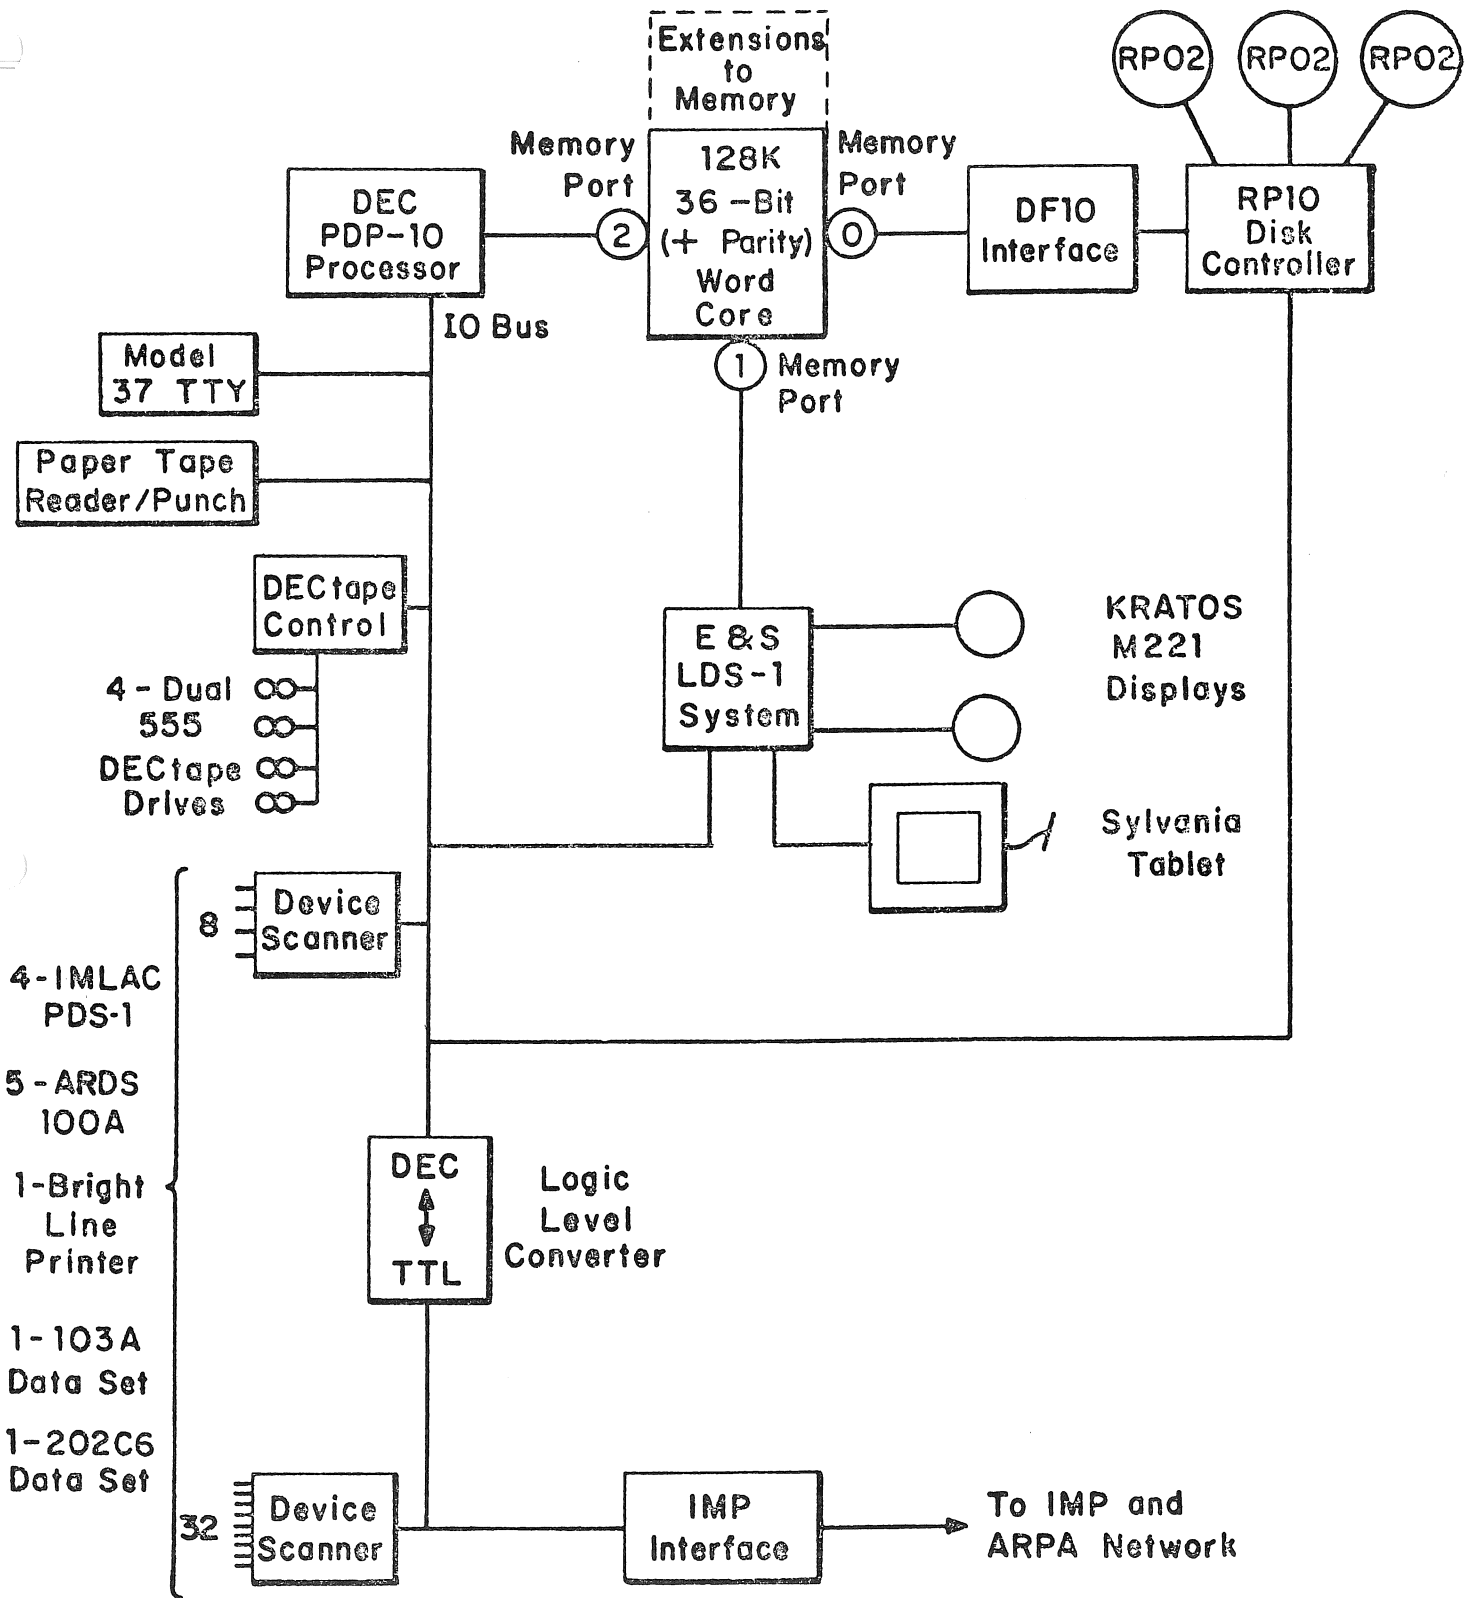 Extensions
to
Memory
RP02
RP02
RP02
Memory
Port
2
128K
36-Bit
(+ Parity)
Word
Core
Memory
Port
0
DEC
PDP-10
Processor
DF10
Interface
RP10
Disk
Controller
IO Bus
1
Memory
Port
Model
37 TTY
Paper Tape
Reader/Punch
DECtape
Control
4-Dual
555
DECtape
Drives
E & S
LDS-1
System
KRATOS
M221
Displays
Sylvania
Tablet
8
Device
Scanner
4-IMLAC
PDS-1
5-ARDS
100A
1-Bright
Line
Printer
1-103A
Data Set
1-202C6
Data Set
DEC
TTL
Logic
Level
Converter
32
Device
Scanner
IMP
Interface
To IMP and
ARPA Network